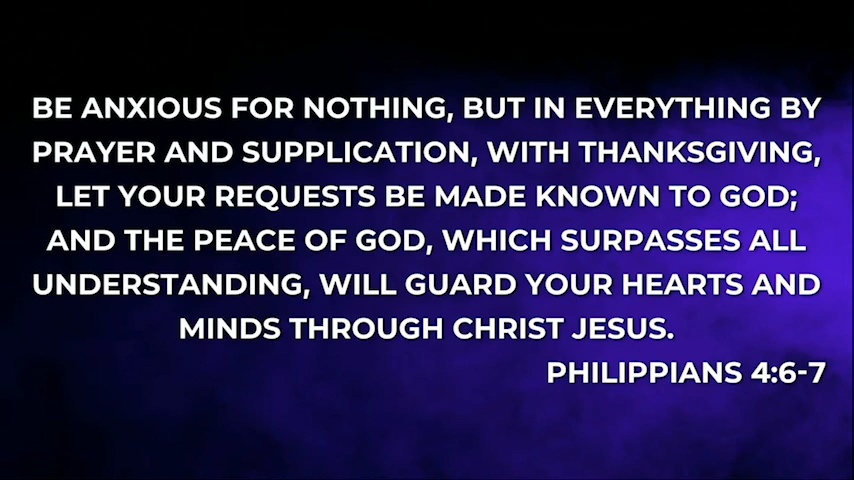 BE ANXIOUS FOR NOTHING, BUT IN EVERYTHING BY
PRAYER AND SUPPLICATION, WITH THANKSGIVING,
LET YOUR REQUESTS BE MADE KNOWN TO GOD;
AND THE PEACE OF GOD, WHICH SURPASSES ALL
UNDERSTANDING, WILL GUARD YOUR HEARTS AND
MINDS THROUGH CHRIST JESUS.
PHILIPPIANS 4:6-7